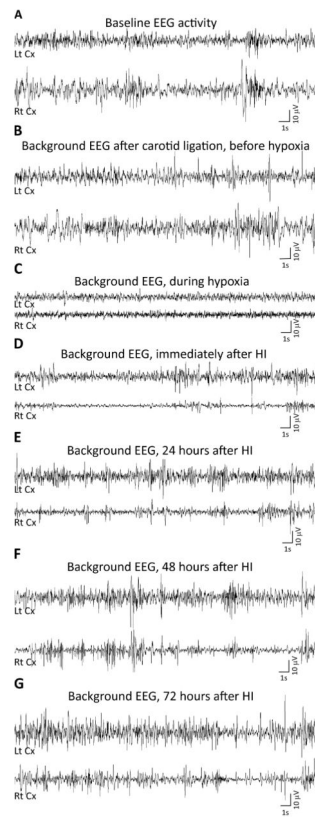 A
Baseline EEG activity
Lt Cx
Rt Cx
10 µV
1s
B
Background EEG after carotid ligation, before hypoxia
Lt Cx
Rt Cx
10 µV
1s
C
Background EEG, during hypoxia
Lt Cx
Rt Cx
10 µV
1s
D
Background EEG, immediately after HI
Lt Cx
Rt Cx
10 µV
1s
E
Background EEG, 24 hours after HI
Lt Cx
Rt Cx
10 µV
1s
F
Background EEG, 48 hours after HI
Lt Cx
Rt Cx
10 µV
1s
G
Background EEG, 72 hours after HI
Lt Cx
Rt Cx
10 µV
1s